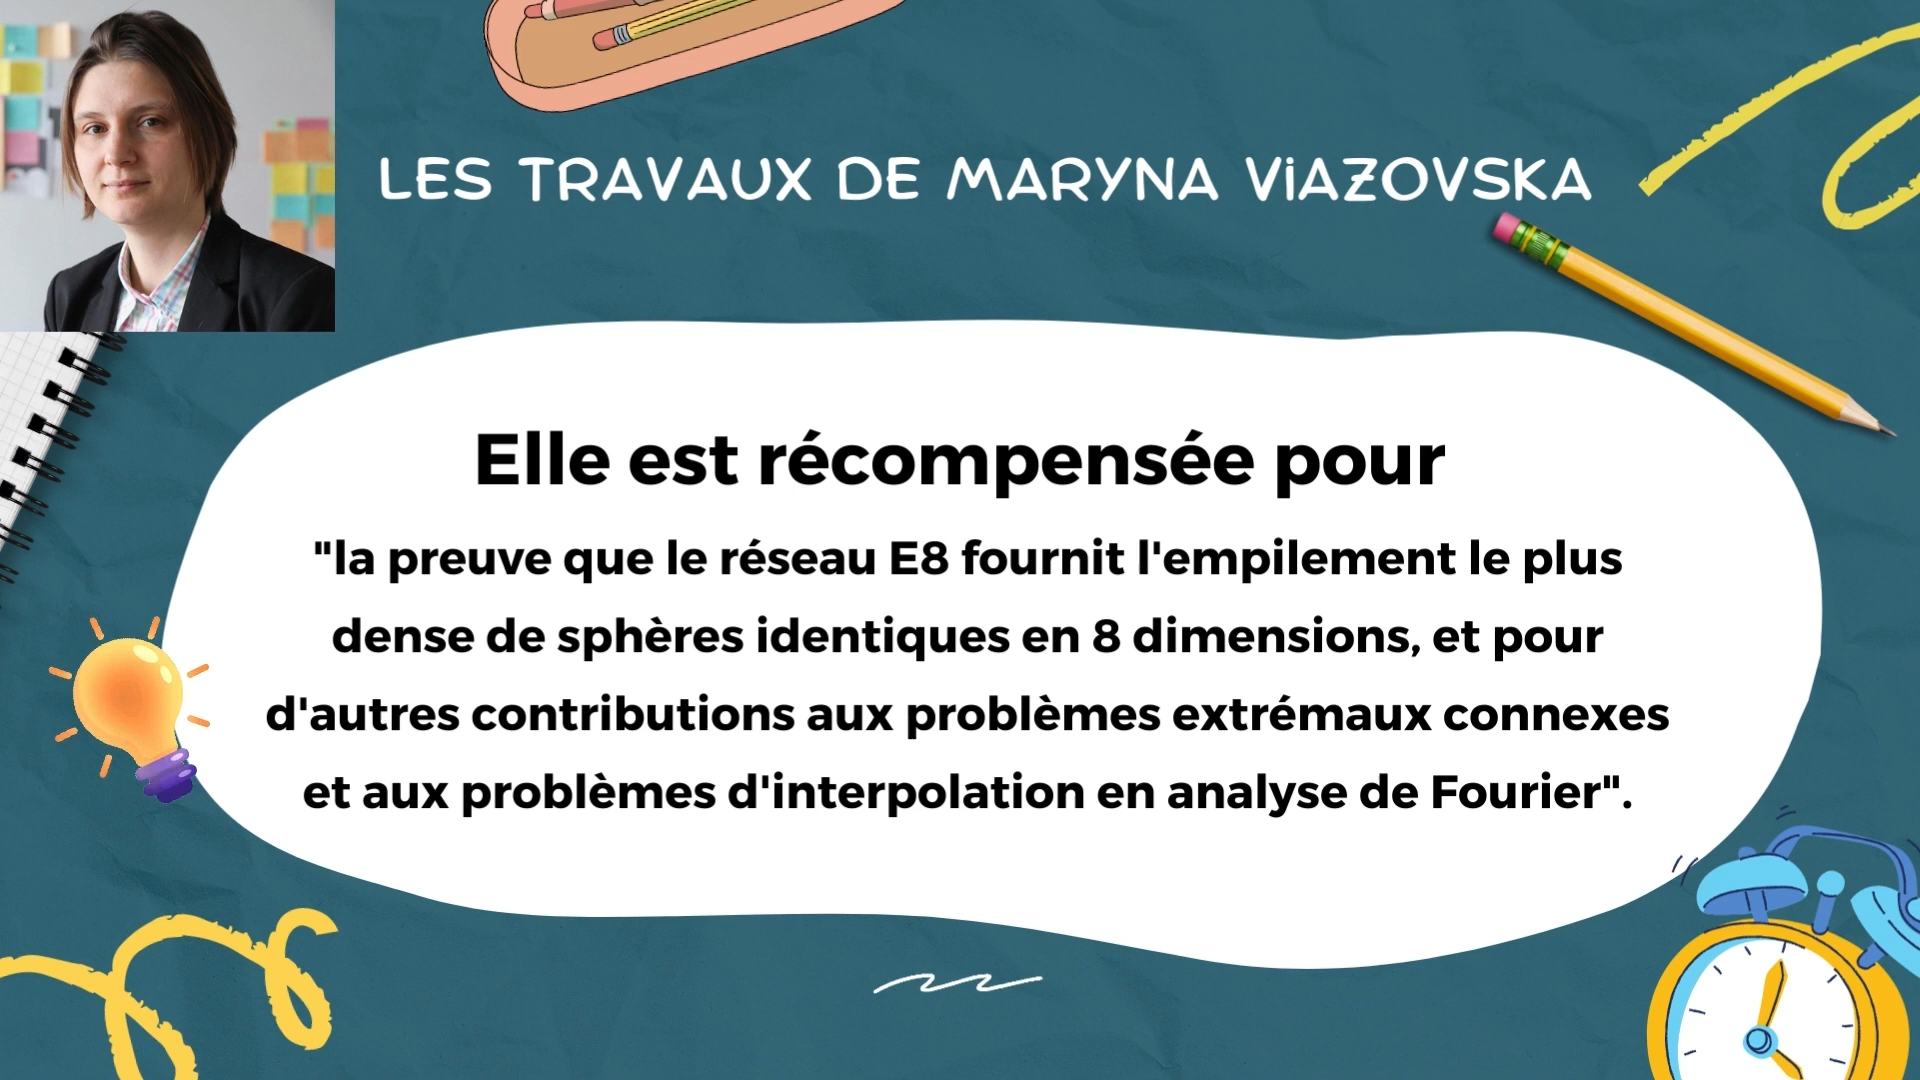 LES TRAVAUX DE MARYNA VIAZOVSKA
Elle est récompensée pour
"la preuve que le réseau E8 fournit l'empilement le plus
dense de sphères identiques en 8 dimensions, et pour
d'autres contributions aux problèmes extrémaux connexes
et aux problèmes d'interpolation en analyse de Fourier".